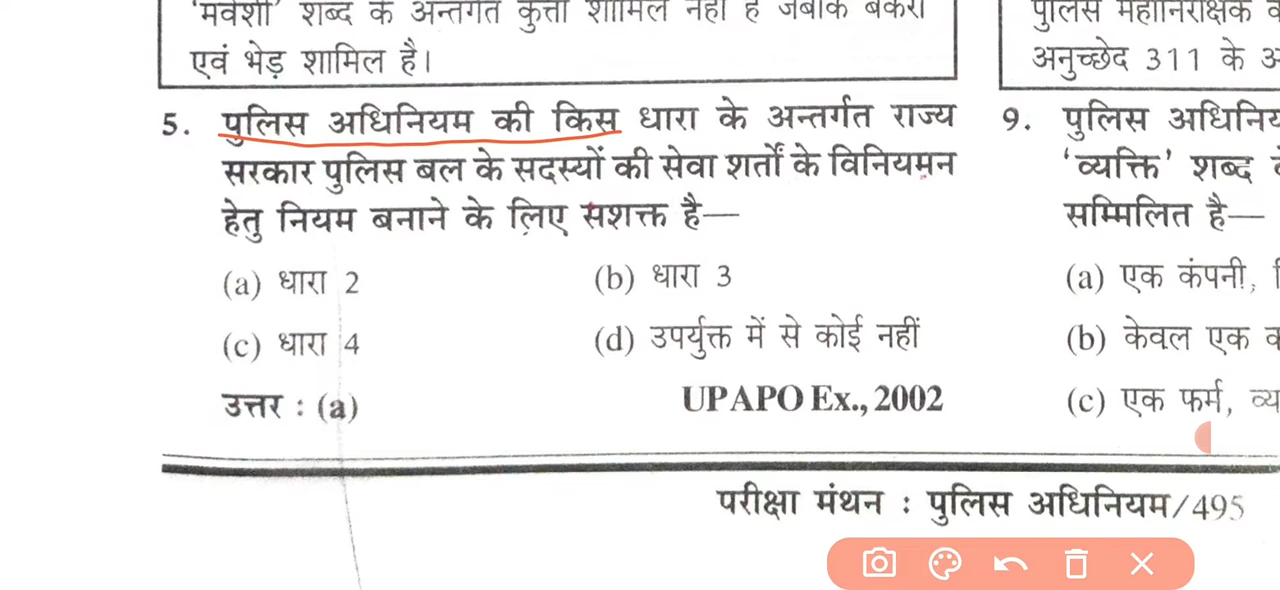 'मवेशी' शब्द के अन्तर्गत कुत्ता शामिल नहीं है जबकि बकरी
एवं भेड़ शामिल है।
5. पुलिस अधिनियम की किस धारा के अन्तर्गत राज्य
सरकार पुलिस बल के सदस्यों की सेवा शर्तों के विनियमन
हेतु नियम बनाने के लिए सशक्त है—
(a) धारा 2
(b) धारा 3
(c) धारा 4
(d) उपर्युक्त में से कोई नहीं
उत्तर : (a)
UPAPO Ex., 2002
पुलिस महानिरीक्षक
अनुच्छेद 311 के
9. पुलिस
'व्यक्ति' शब्द
सम्मिलित है—
(a) एक कंपनी,
(b) केवल एक
(c) एक फर्म,
परीक्षा मंथन : पुलिस अधिनियम/495